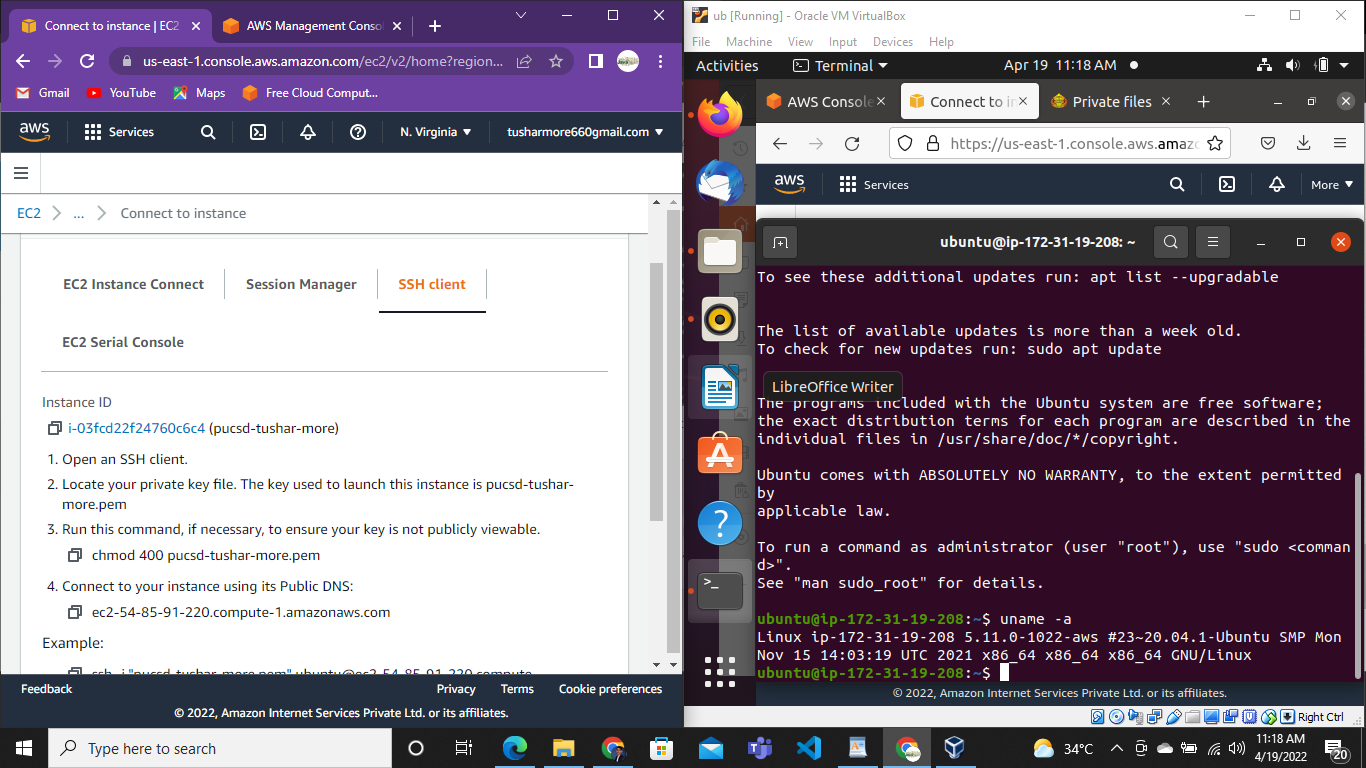 Connect to instance | EC2
AWS Management Conso
us-east-1.console.aws.amazon.com/ec2/v2/home?region...
Gmail
YouTube
Maps
Free Cloud Comput...
aws
Services
N. Virginia
tusharmore660gmail.com
EC2
...
Connect to instance
EC2 Instance Connect
Session Manager
SSH client
EC2 Serial Console
Instance ID
i-03fcd22f24760c6c4 (pucsd-tushar-more)
1. Open an SSH client.
2. Locate your private key file. The key used to launch this instance is pucsd-tushar-
more.pem
3. Run this command, if necessary, to ensure your key is not publicly viewable.
chmod 400 pucsd-tushar-more.pem
4. Connect to your instance using its Public DNS:
ec2-54-85-91-220.compute-1.amazonaws.com
Example:
ssh -i "pucsd-tushar-more.pem" ubuntu@ec2-54-85-91-220.compute-
Feedback
Privacy
Terms
Cookie preferences
© 2022, Amazon Internet Services Private Ltd. or its affiliates.
ub [Running] - Oracle VM VirtualBox
File Machine View Input Devices Help
Activities
Terminal
Apr 19 11:18 AM
AWS Console
Connect to in
Private files
https://us-east-1.console.aws.amazo
aws
Services
More
ubuntu@ip-172-31-19-208: ~
To see these additional updates run: apt list --upgradable
The list of available updates is more than a week old.
To check for new updates run: sudo apt update
LibreOffice Writer
The programs included with the Ubuntu system are free software;
the exact distribution terms for each program are described in the
individual files in /usr/share/doc/*/copyright.
Ubuntu comes with ABSOLUTELY NO WARRANTY, to the extent permitted
by
applicable law.
To run a command as administrator (user "root"), use "sudo <comman
d>".
See "man sudo_root" for details.
ubuntu@ip-172-31-19-208:~$ uname -a
Linux ip-172-31-19-208 5.11.0-1022-aws #23~20.04.1-Ubuntu SMP Mon
Nov 15 14:03:19 UTC 2021 x86_64 x86_64 x86_64 GNU/Linux
ubuntu@ip-172-31-19-208:~$
© 2022, Amazon Internet Services Private Ltd. or its affiliates.
Right Ctrl
Type here to search
34°C
11:18 AM
4/19/2022
20